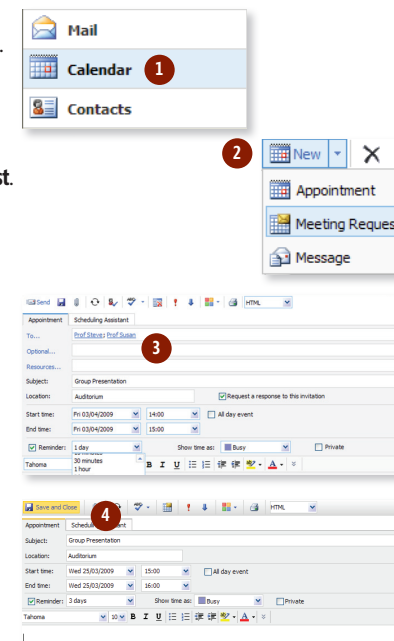 Mail
.
Calendar 1
Contacts
2 New
st.
Appointment
Meeting Reques
Message
Send HTML
Appointment Scheduling Assistant
To... Prof Steve; Prof Susan
3
Optional...
Resources...
Subject: Group Presentation
Location: Auditorium Request a response to this invitation
Start time: Fri 03/04/2009 14:00 All day event
End time: Fri 03/04/2009 15:00
Reminder: 1 day Show time as: Busy Private
30 minutes
1 hour
Tahoma B I U A
Save and Close HTML
4
Appointment
Subject: Group Presentation
Location: Auditorium
Start time: Wed 25/03/2009 15:00 All day event
End time: Wed 25/03/2009 16:00
Reminder: 3 days Show time as: Busy Private
Tahoma 10 B I U A